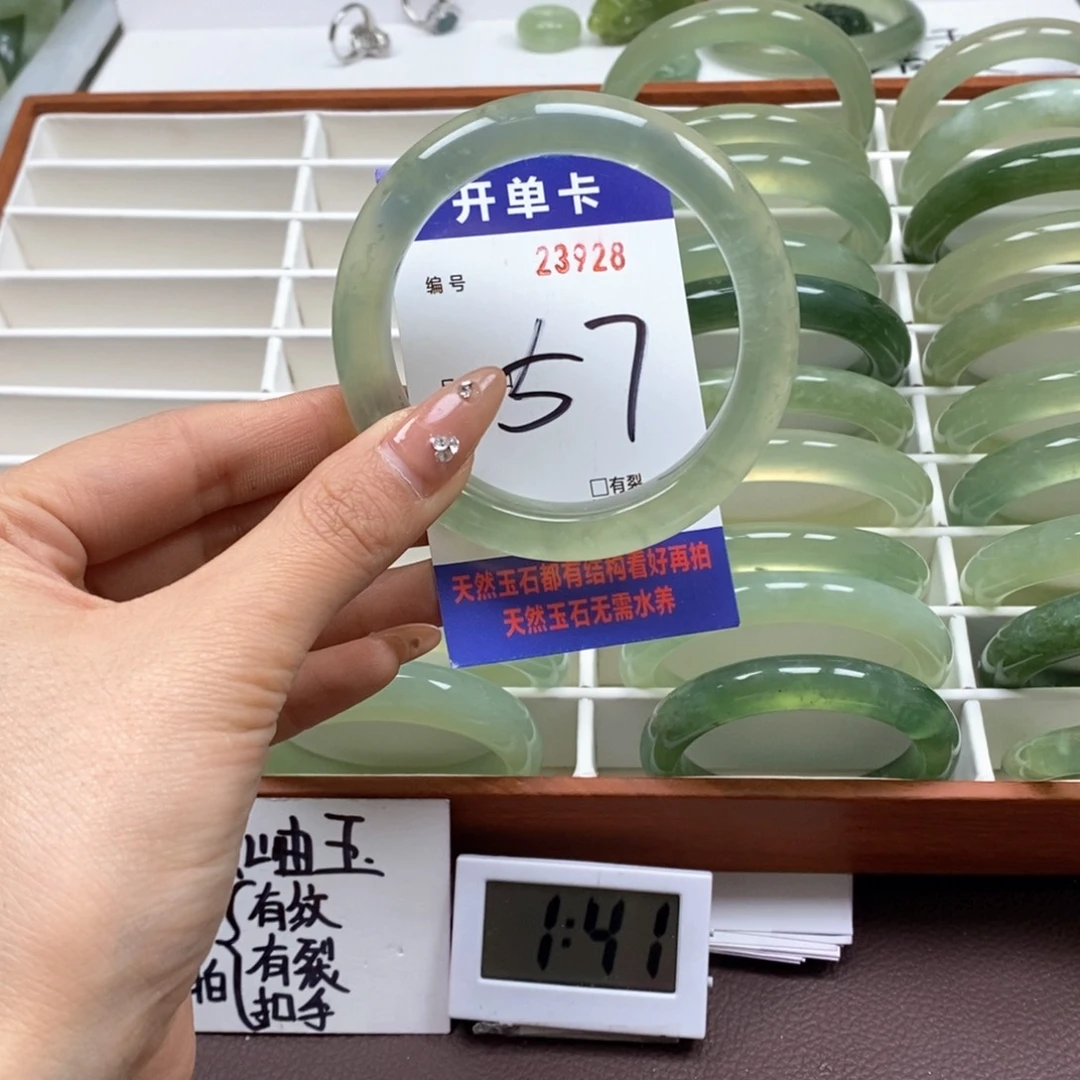 开单卡
23928
编号
57
□有裂
天然玉石都有结构看好再拍
天然玉石无需水养
岫玉
有纹
有裂
扣手
拍
1:41